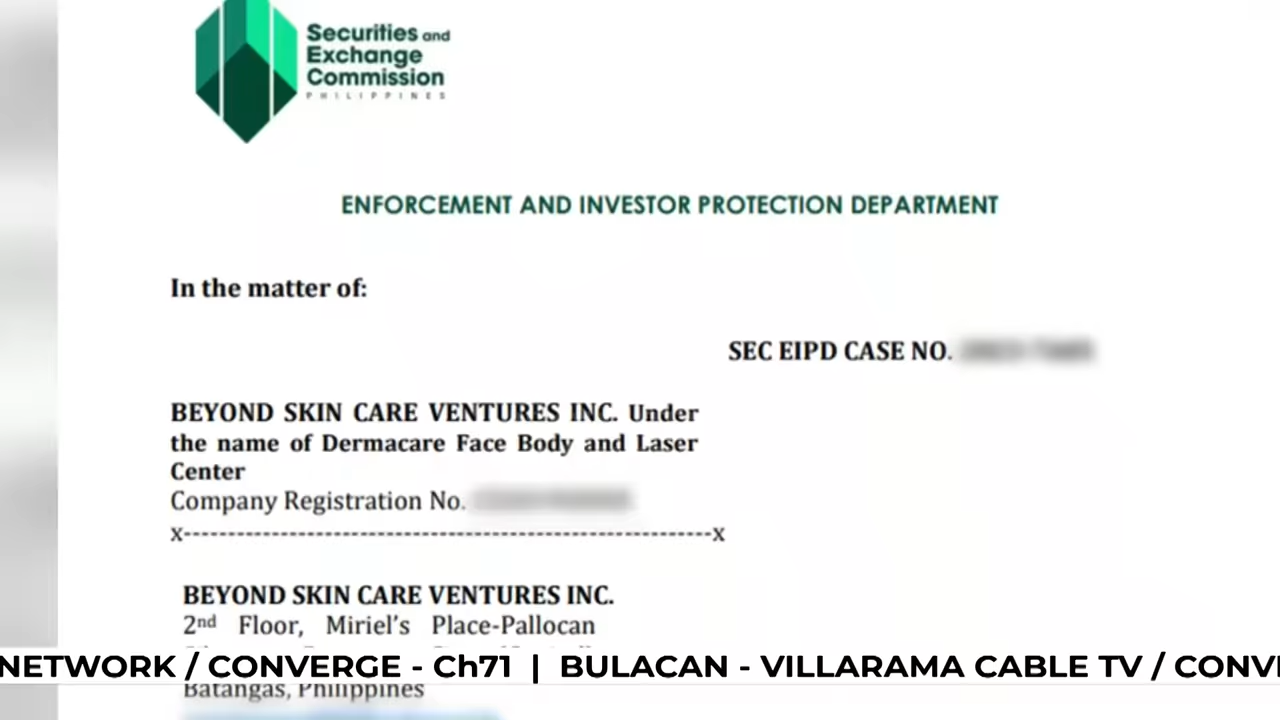 Securities and
Exchange
Commission
PHILIPPINES
ENFORCEMENT AND INVESTOR PROTECTION DEPARTMENT
In the matter of:
SEC EIPD CASE NO.
BEYOND SKIN CARE VENTURES INC. Under
the name of Dermacare Face Body and Laser
Center
Company Registration No.
x-------------------------------------------------------------x
BEYOND SKIN CARE VENTURES INC.
2nd Floor, Miriel's Place-Pallocan
Batangas, Philippines
NETWORK / CONVERGE - Ch71 | BULACAN - VILLARAMA CABLE TV / CONVE